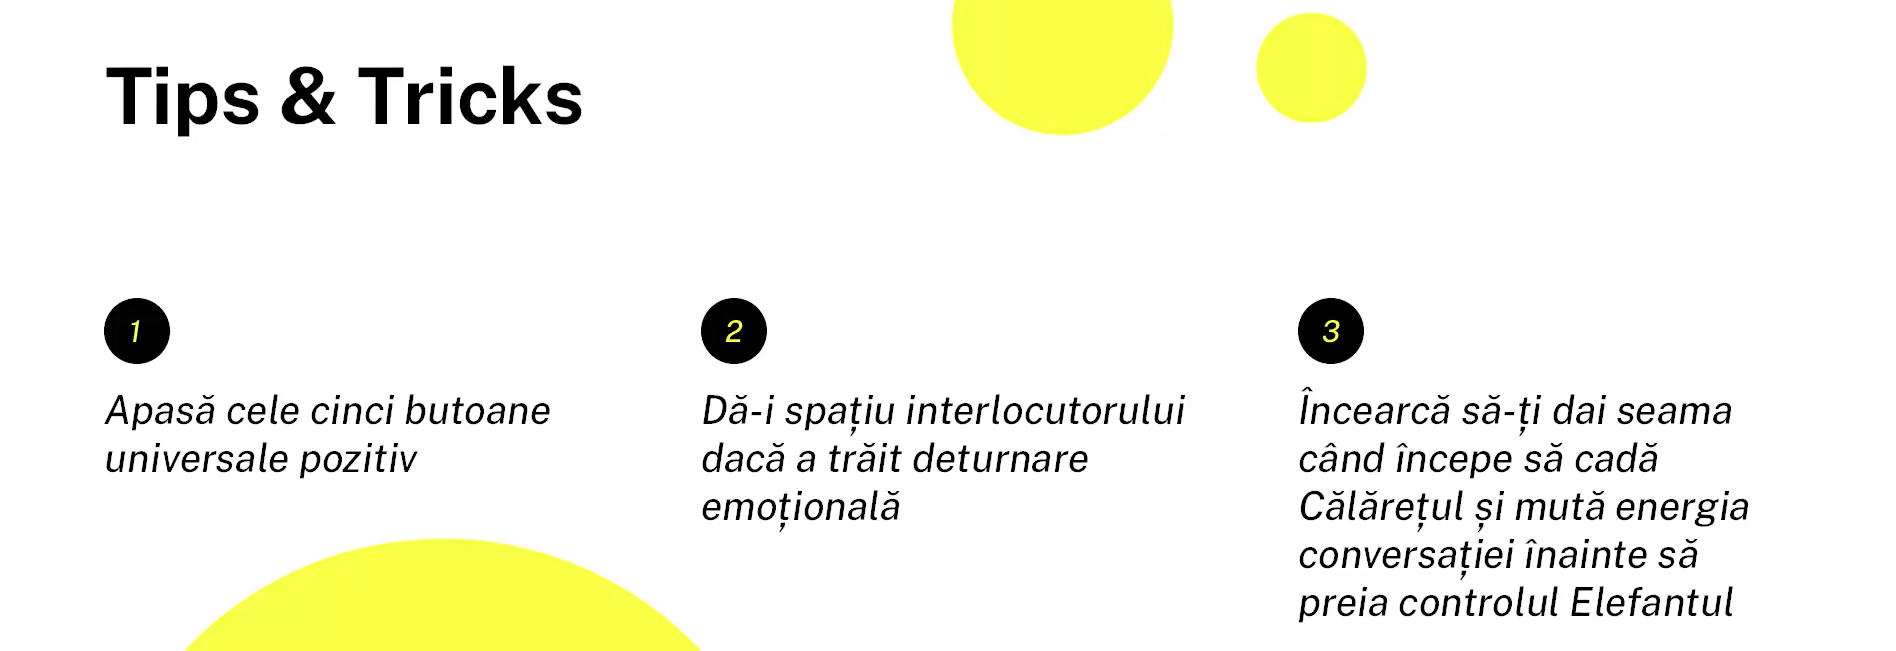 Tips & Tricks
1
Apasă cele cinci butoane
universale pozitiv
2
Dă-i spațiu interlocutorului
dacă a trăit deturnare
emoțională
3
Încearcă să-ți dai seama
când începe să cadă
Călărețul și mută energia
conversației înainte să
preia controlul Elefantul